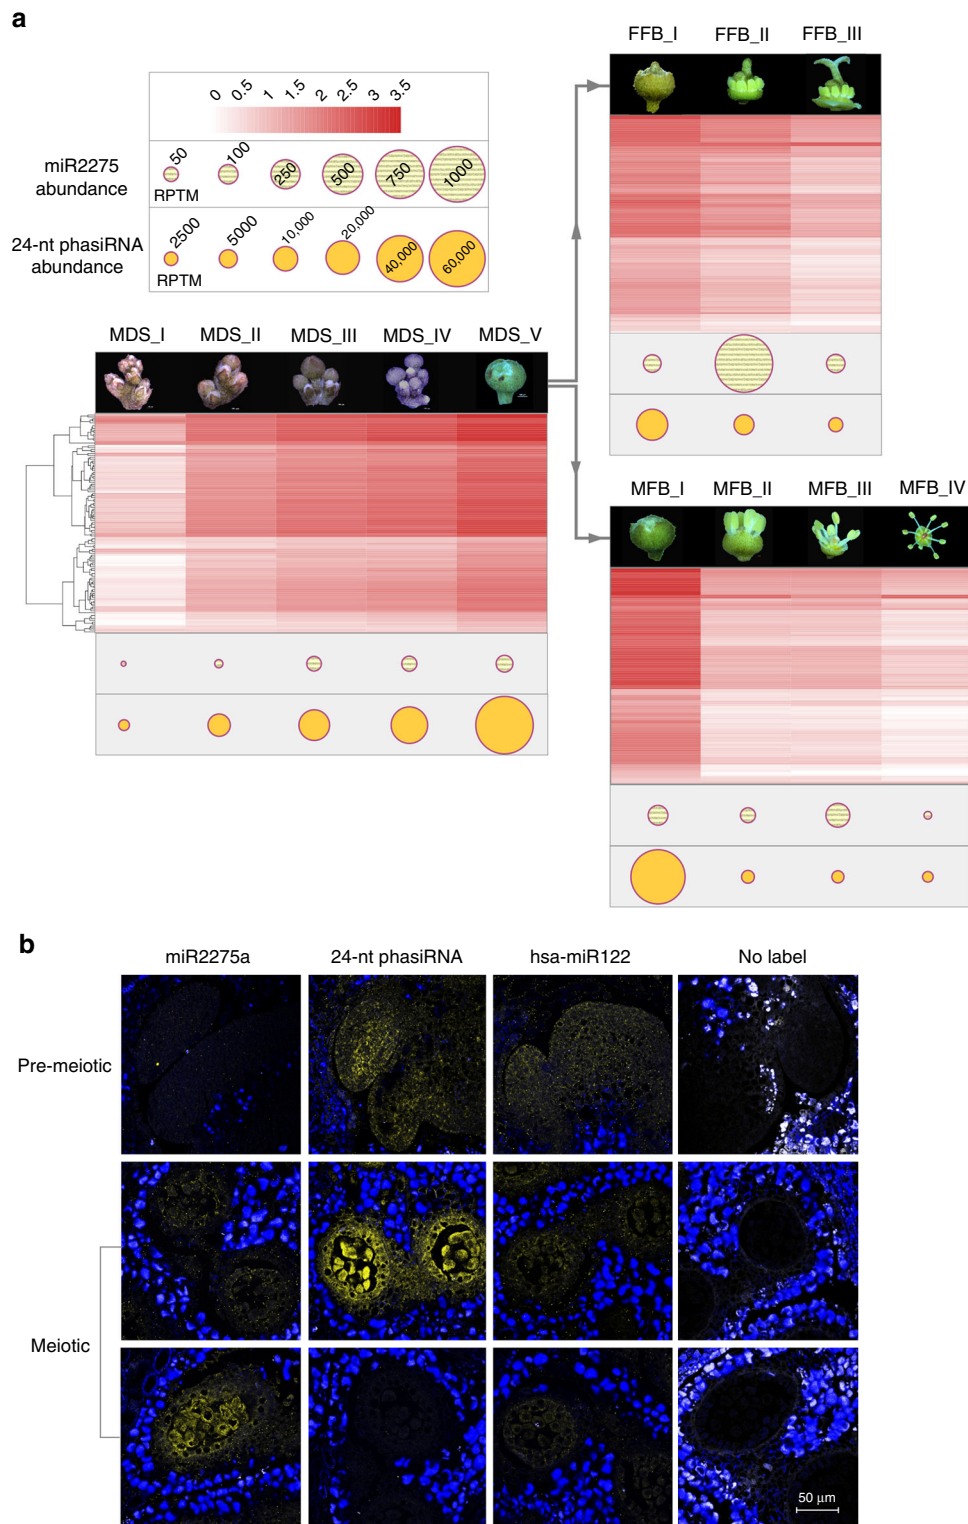 a
FFB_I FFB_II FFB_III
0 0.5 1 1.5 2 2.5 3 3.5
miR2275
abundance
50 100 250 500 750 1000
RPTM
24-nt phasiRNA
abundance
2500 5000 10,000 20,000 40,000 60,000
RPTM
MDS_I MDS_II MDS_III MDS_IV MDS_V
MFB_I MFB_II MFB_III MFB_IV
b
miR2275a 24-nt phasiRNA hsa-miR122 No label
Pre-meiotic
Meiotic
50 µm